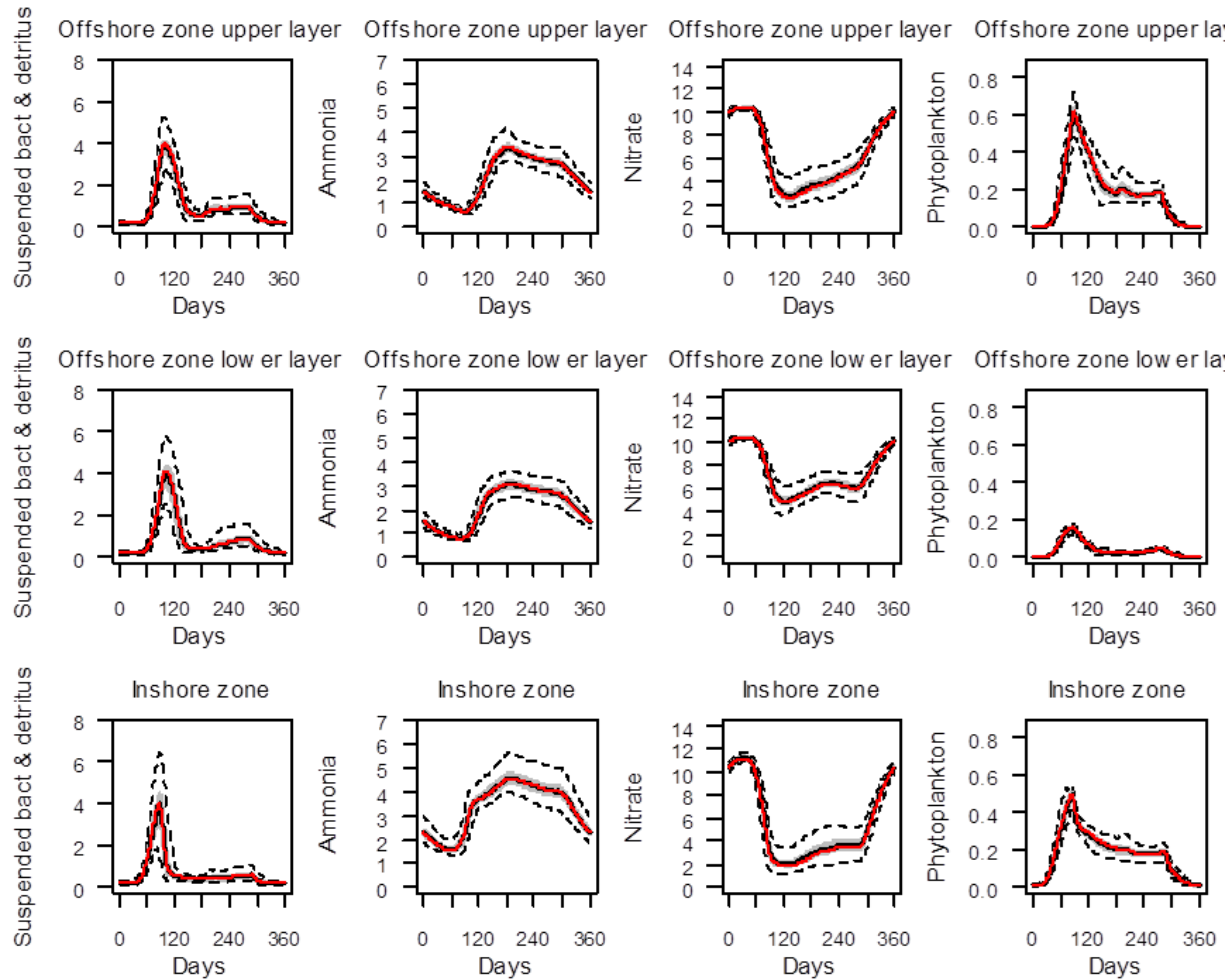 Offshore zone upper layer
Suspended bact & detritus
8
6
4
2
0
0 120 240 360
Days
Offshore zone upper layer
Ammonia
7
6
5
4
3
2
1
0
0 120 240 360
Days
Offshore zone upper layer
Nitrate
14
12
10
8
6
4
2
0
0 120 240 360
Days
Offshore zone upper lay
Phytoplankton
0.8
0.6
0.4
0.2
0.0
0 120 240 360
Days
Offshore zone low er layer
Suspended bact & detritus
8
6
4
2
0
0 120 240 360
Days
Offshore zone low er layer
Ammonia
7
6
5
4
3
2
1
0
0 120 240 360
Days
Offshore zone low er layer
Nitrate
14
12
10
8
6
4
2
0
0 120 240 360
Days
Offshore zone low er lay
Phytoplankton
0.8
0.6
0.4
0.2
0.0
0 120 240 360
Days
Inshore zone
Suspended bact & detritus
8
6
4
2
0
0 120 240 360
Days
Inshore zone
Ammonia
7
6
5
4
3
2
1
0
0 120 240 360
Days
Inshore zone
Nitrate
14
12
10
8
6
4
2
0
0 120 240 360
Days
Inshore zone
Phytoplankton
0.8
0.6
0.4
0.2
0.0
0 120 240 360
Days